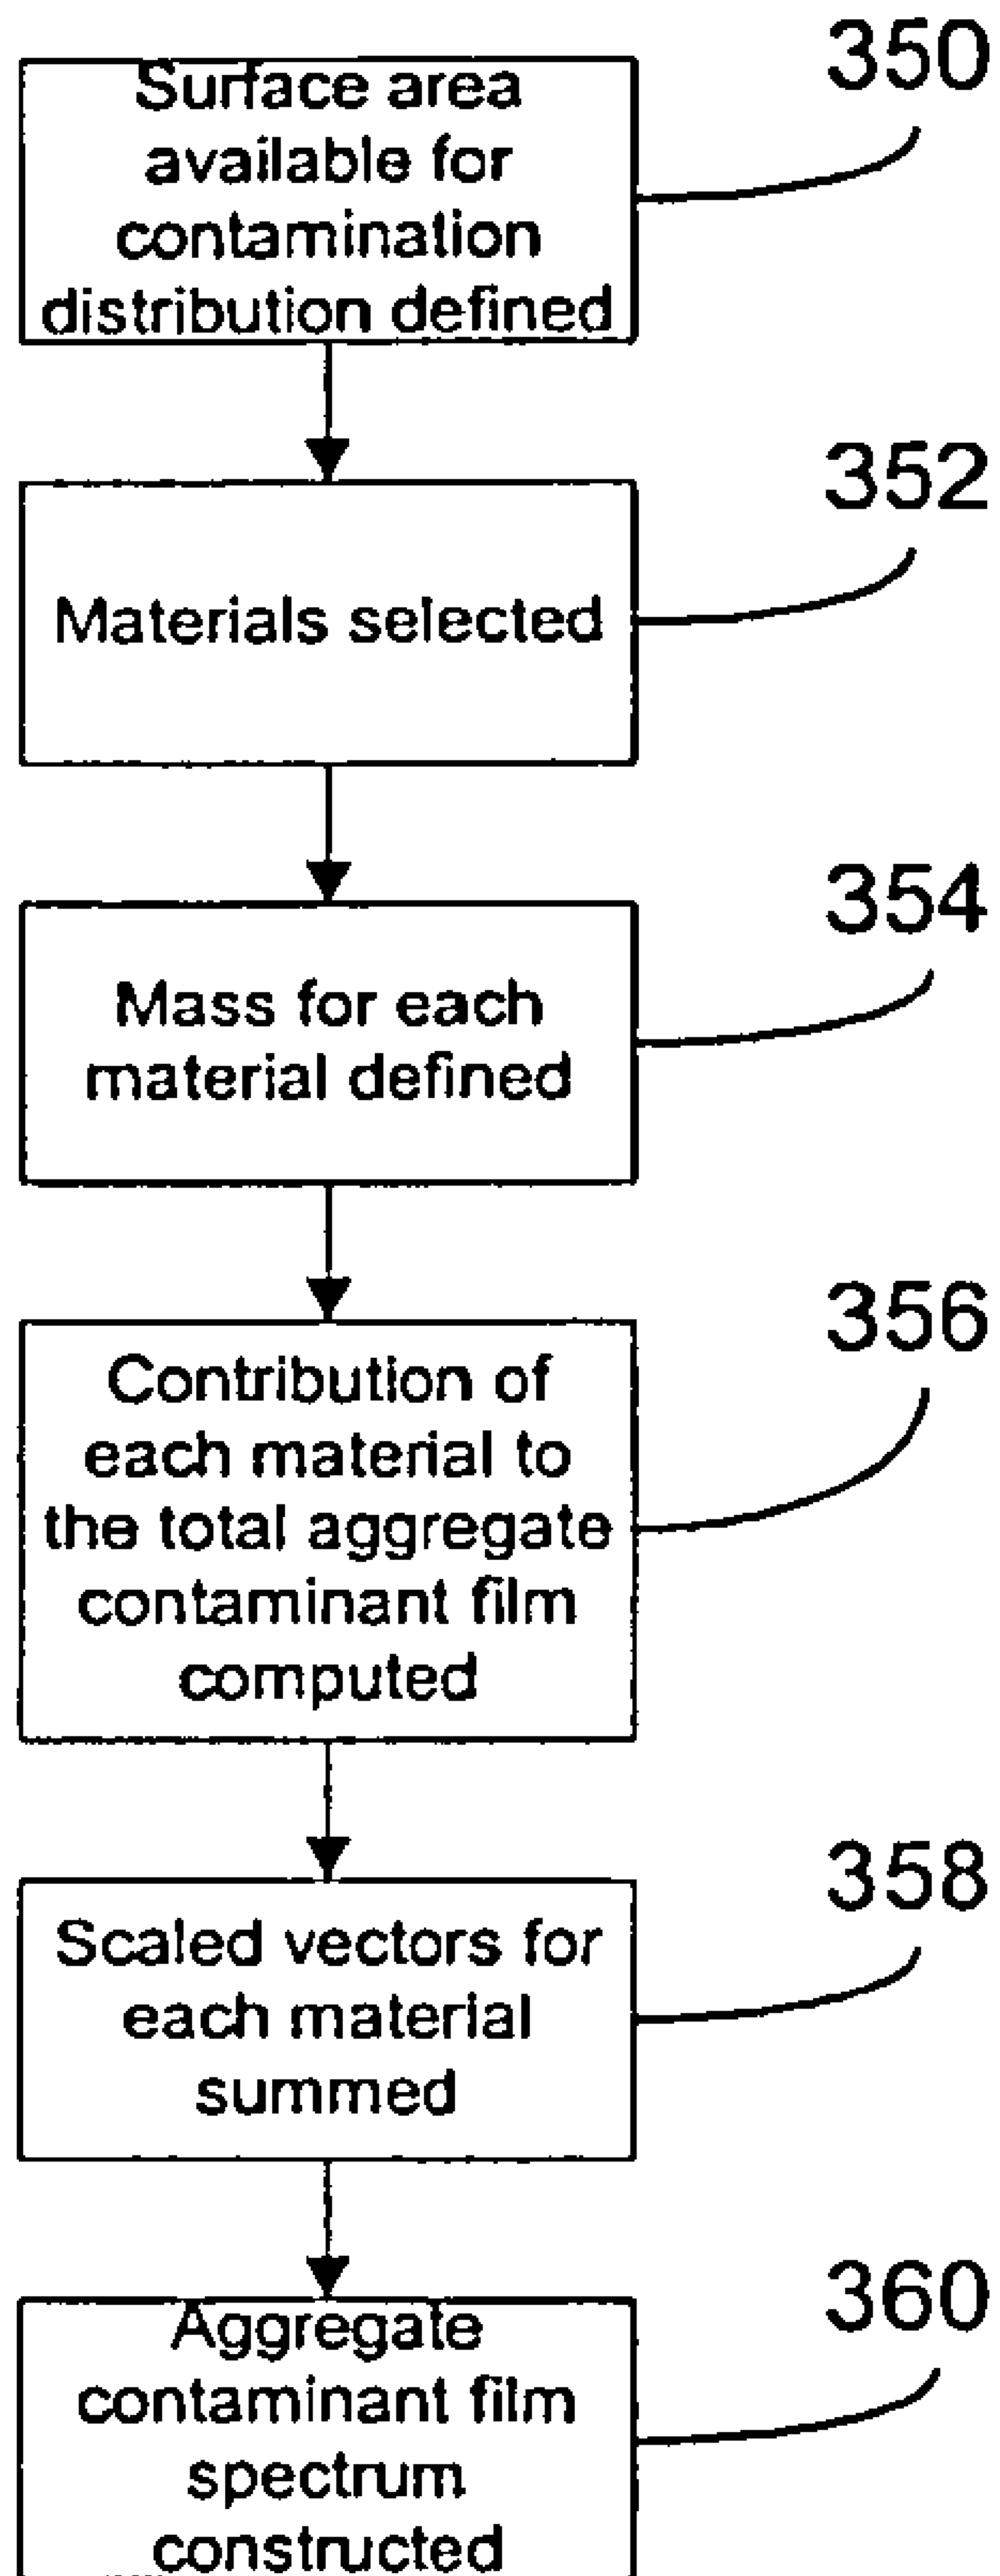 350
Surface area
available for
contamination
distribution defined
352
Materials selected
354
Mass for each
material defined
356
Contribution of
each material to
the total aggregate
contaminant film
computed
358
Scaled vectors for
each material
summed
360
Aggregate
contaminant film
spectrum
constructed